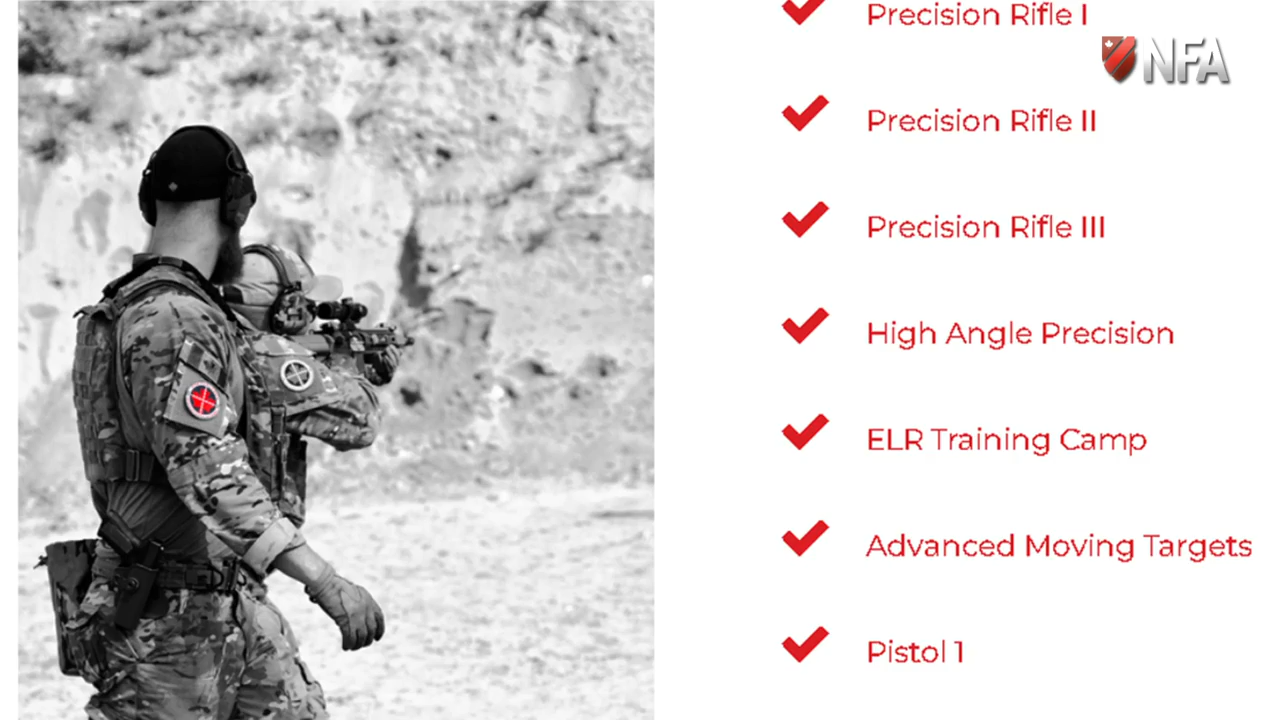 Precision Rifle I
NFA
Precision Rifle II
Precision Rifle III
High Angle Precision
ELR Training Camp
Advanced Moving Targets
Pistol 1